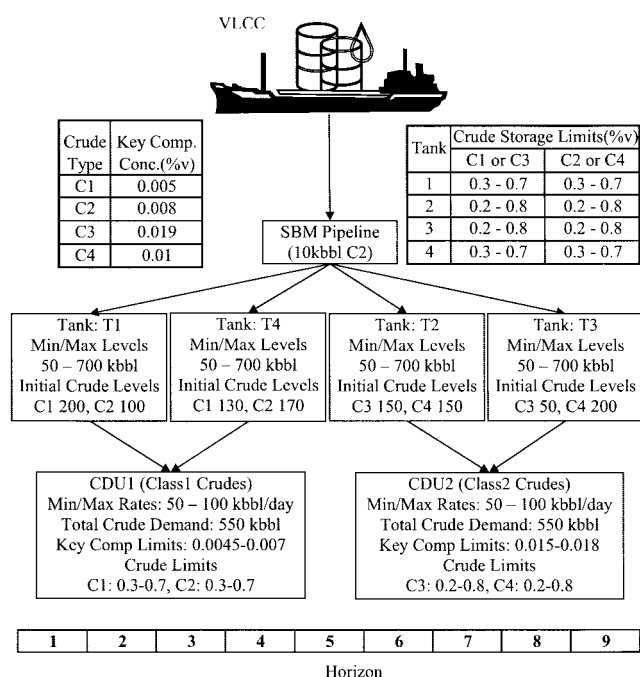 VLCC
Crude Type Key Comp. Conc.(%v)
C1 0.005
C2 0.008
C3 0.019
C4 0.01
Tank Crude Storage Limits(%v)
C1 or C3 C2 or C4
1 0.3 - 0.7 0.3 - 0.7
2 0.2 - 0.8 0.2 - 0.8
3 0.2 - 0.8 0.2 - 0.8
4 0.3 - 0.7 0.3 - 0.7
SBM Pipeline
(10kbbl C2)
Tank: T1
Min/Max Levels
50 – 700 kbbl
Initial Crude Levels
C1 200, C2 100
Tank: T4
Min/Max Levels
50 – 700 kbbl
Initial Crude Levels
C1 130, C2 170
Tank: T2
Min/Max Levels
50 – 700 kbbl
Initial Crude Levels
C3 150, C4 150
Tank: T3
Min/Max Levels
50 – 700 kbbl
Initial Crude Levels
C3 50, C4 200
CDU1 (Class1 Crudes)
Min/Max Rates: 50 – 100 kbbl/day
Total Crude Demand: 550 kbbl
Key Comp Limits: 0.0045-0.007
Crude Limits
C1: 0.3-0.7, C2: 0.3-0.7
CDU2 (Class2 Crudes)
Min/Max Rates: 50 – 100 kbbl/day
Total Crude Demand: 550 kbbl
Key Comp Limits: 0.015-0.018
Crude Limits
C3: 0.2-0.8, C4: 0.2-0.8
1 2 3 4 5 6 7 8 9
Horizon